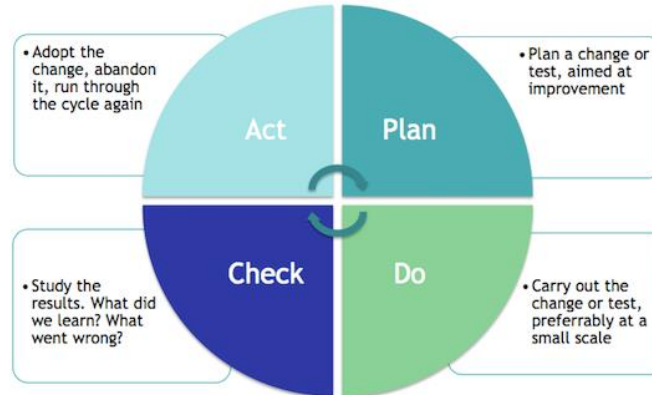 • Adopt the
change, abandon
it, run through
the cycle again
Act
Plan
• Plan a change or
test, aimed at
improvement
• Study the
results. What did
we learn? What
went wrong?
Check
Do
• Carry out the
change or test,
preferrably at a
small scale